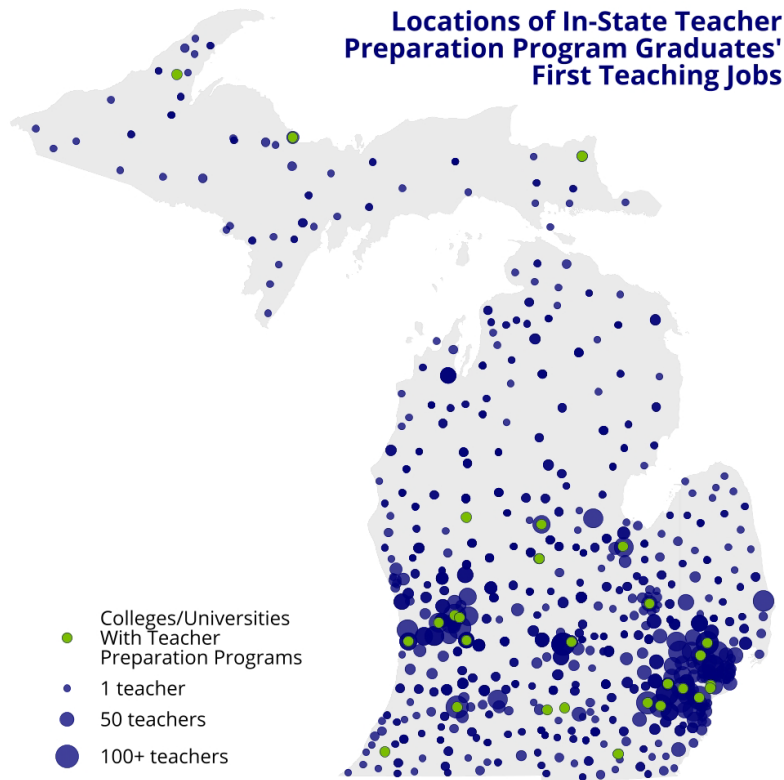 Locations of In-State Teacher
Preparation Program Graduates'
First Teaching Jobs
Colleges/Universities
With Teacher
Preparation Programs
1 teacher
50 teachers
100+ teachers